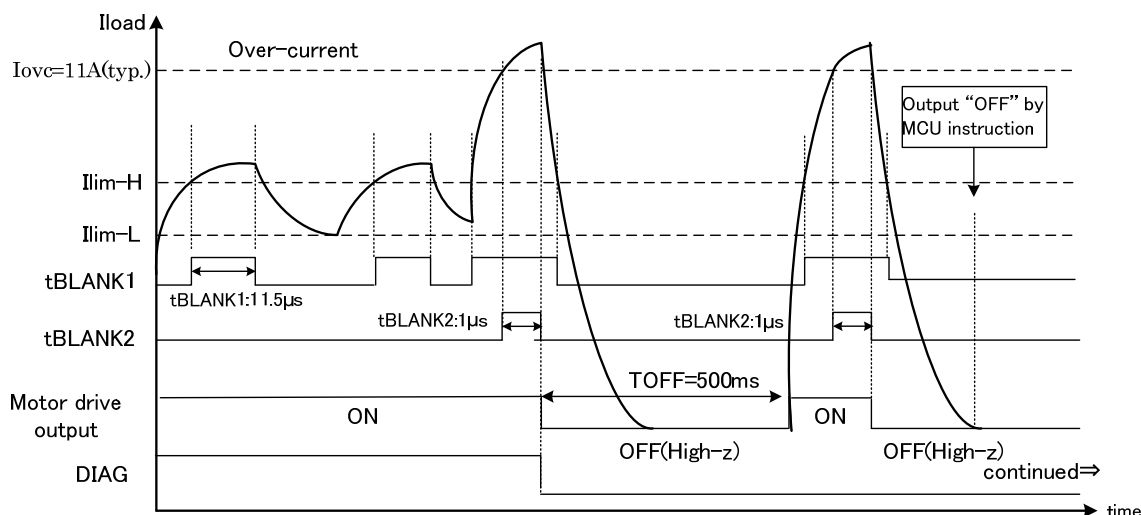 Iload
Over-current
Iovc=11A(typ.)
Output “OFF” by
MCU instruction
Ilim-H
Ilim-L
tBLANK1
tBLANK1:11.5μs
tBLANK2:1μs
tBLANK2:1μs
tBLANK2
TOFF=500ms
Motor drive
output
ON
ON
OFF(High-z)
OFF(High-z)
DIAG
continued⇒
time